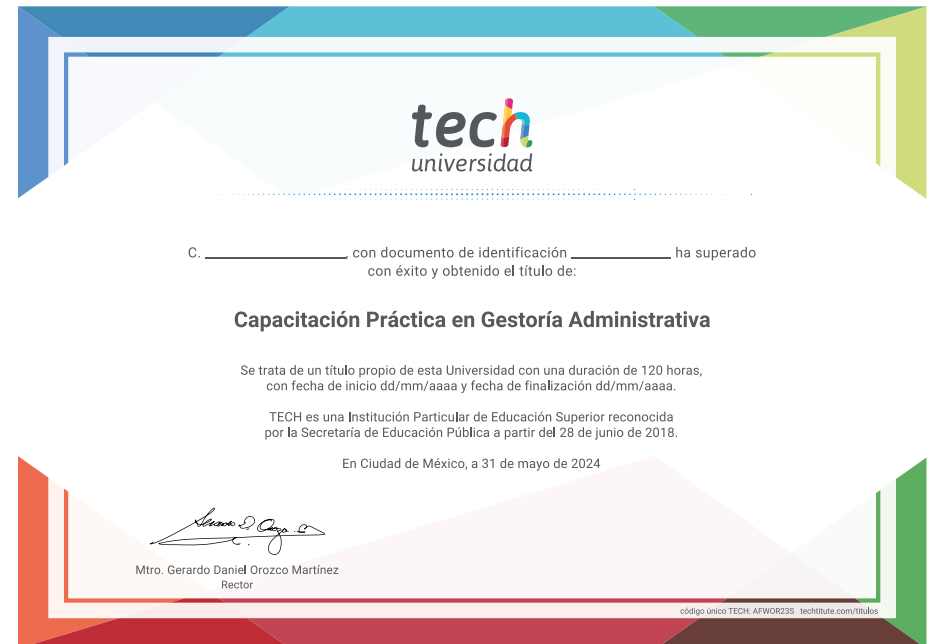 tech
universidad
C. ____________, con documento de identificación ____________ ha superado
con éxito y obtenido el título de:
Capacitación Práctica en Gestoría Administrativa
Se trata de un título propio de esta Universidad con una duración de 120 horas,
con fecha de inicio dd/mm/aaaa y fecha de finalización dd/mm/aaaa.
TECH es una Institución Particular de Educación Superior reconocida
por la Secretaría de Educación Pública a partir del 28 de junio de 2018.
En Ciudad de México, a 31 de mayo de 2024
Mtro. Gerardo Daniel Orozco Martínez
Rector
código único TECH: AFWOR23S techtitute.com/titulos